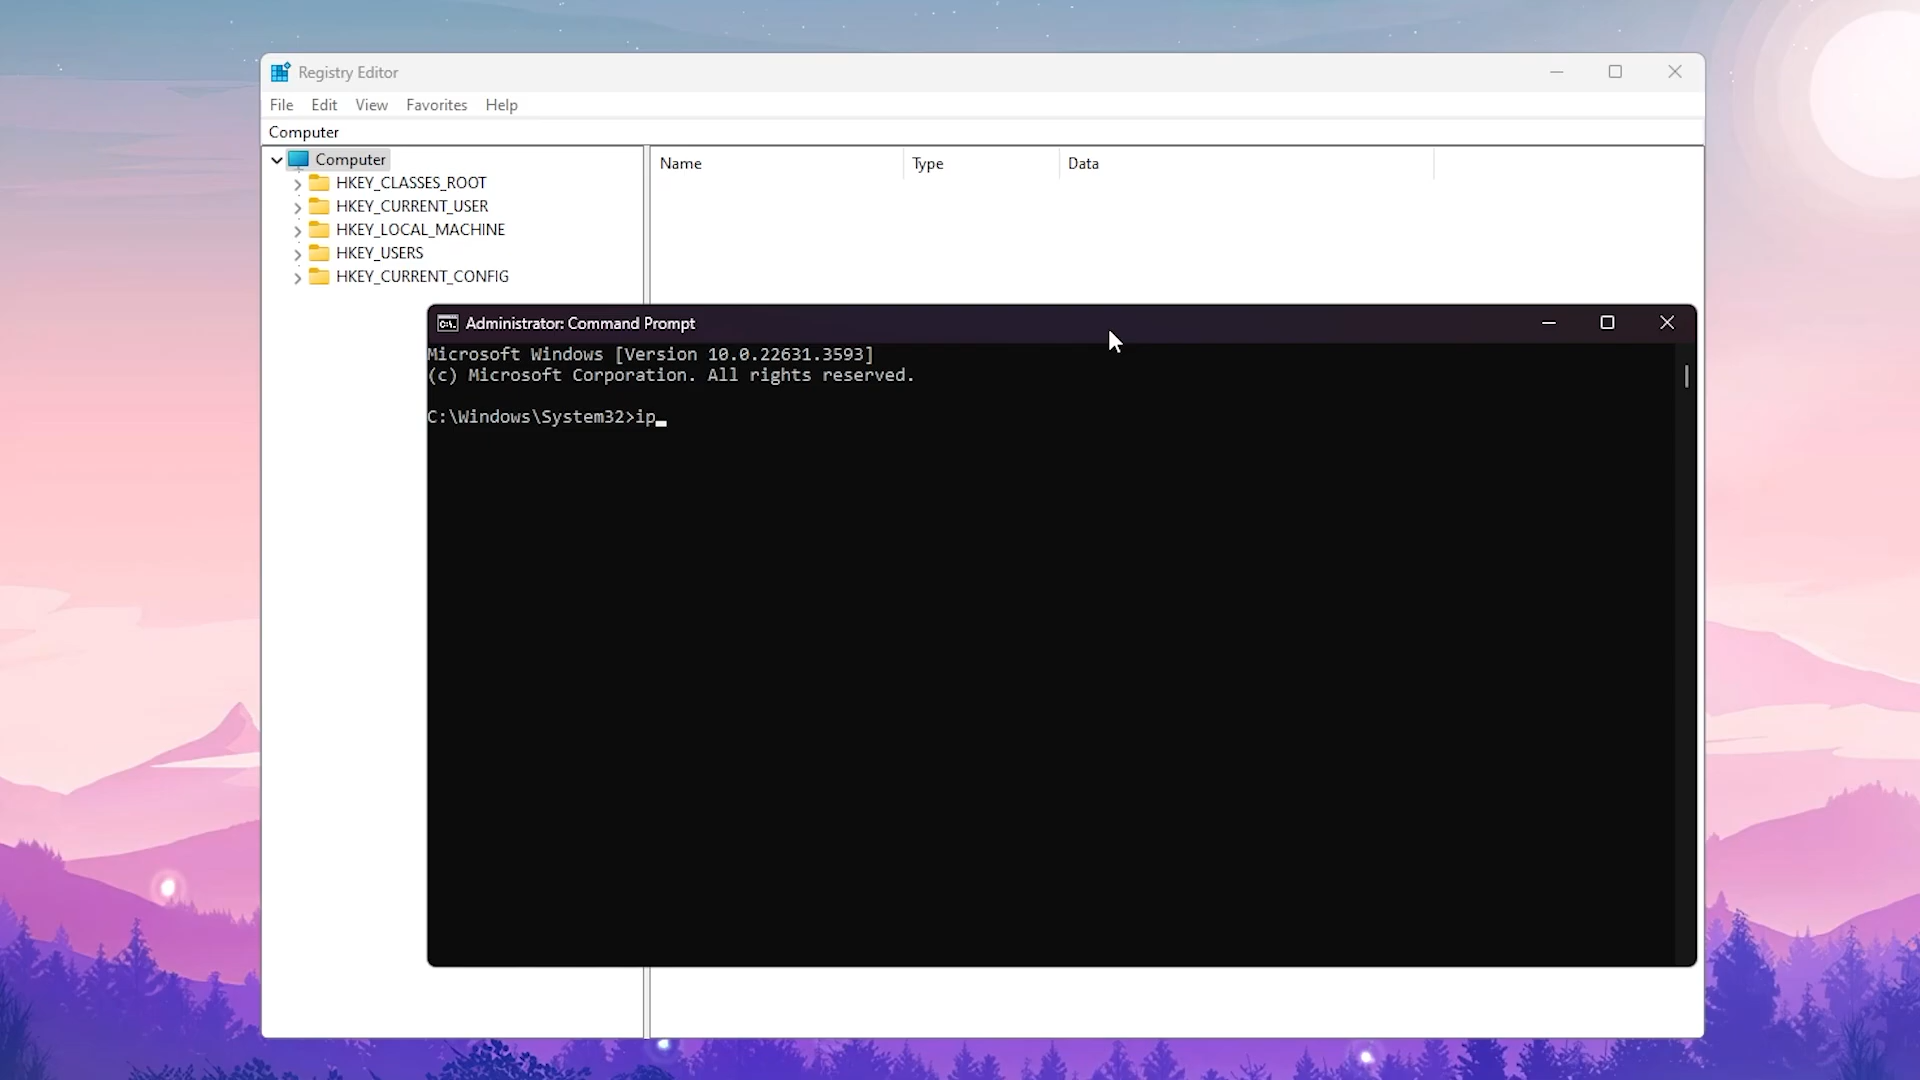 Registry Editor
File Edit View Favorites Help
Computer
Computer
HKEY_CLASSES_ROOT
HKEY_CURRENT_USER
HKEY_LOCAL_MACHINE
HKEY_USERS
HKEY_CURRENT_CONFIG
Name Type Data
C:\. Administrator: Command Prompt
Microsoft Windows [Version 10.0.22631.3593]
(c) Microsoft Corporation. All rights reserved.
C:\Windows\System32>ip